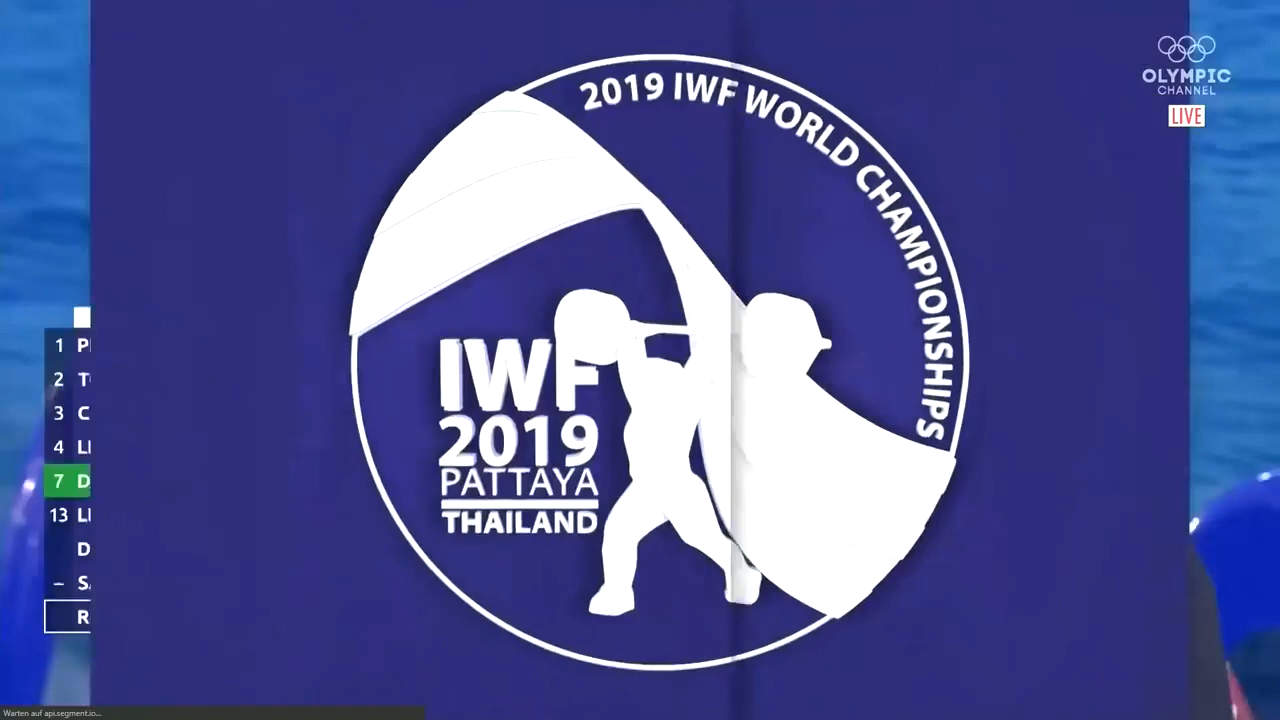 OLYMPIC
CHANNEL
LIVE
2019 IWF WORLD CHAMPIONSHIPS
IWF
2019
PATTAYA
THAILAND
1
2
3
4
7
13
–
Warten auf api.segment.io...